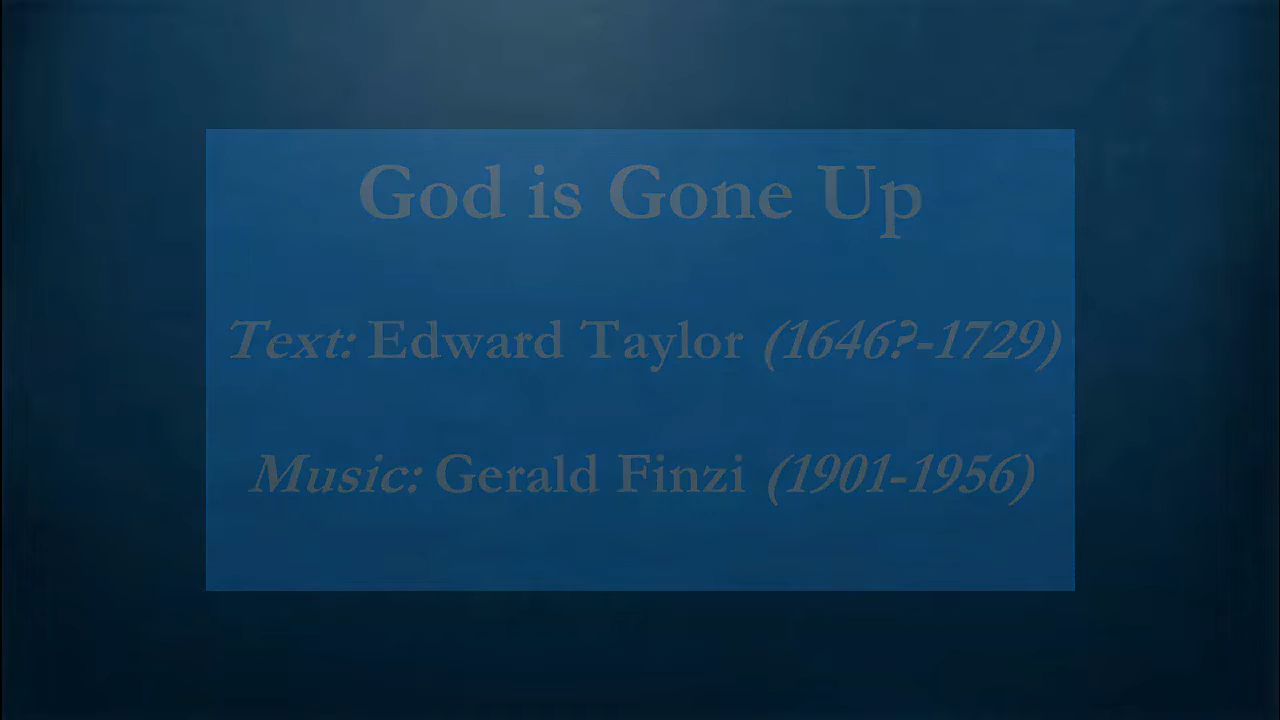 God is Gone Up
Text: Edward Taylor (1646?-1729)
Music: Gerald Finzi (1901-1956)